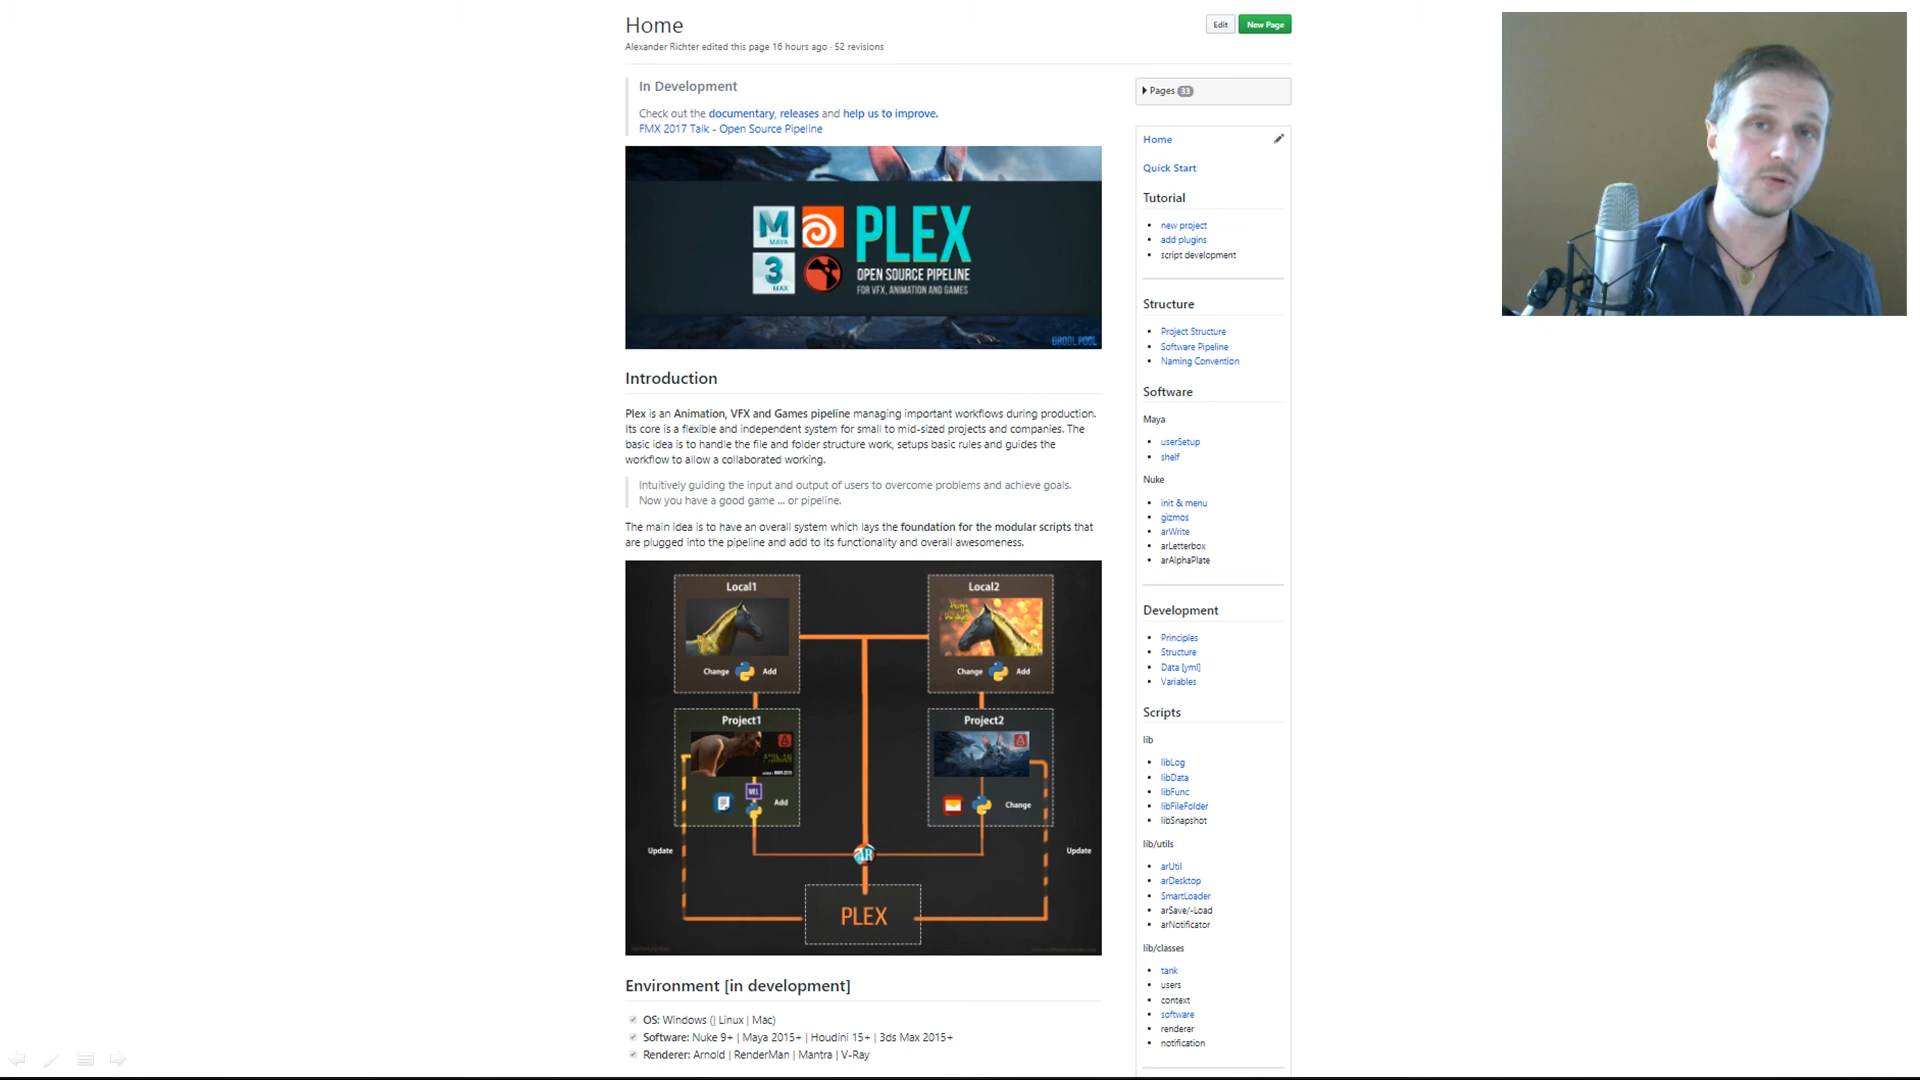 Home
Edit
New Page
Alexander Richter edited this page 16 hours ago · 52 revisions
In Development
Check out the documentary, releases and help us to improve.
FMX 2017 Talk - Open Source Pipeline
M
MAYA
3
MAX
PLEX
OPEN SOURCE PIPELINE
FOR VFX, ANIMATION AND GAMES
DROOL POOL
Introduction
Plex is an Animation, VFX and Games pipeline managing important workflows during production.
Its core is a flexible and independent system for small to mid-sized projects and companies. The
basic idea is to handle the file and folder structure work, setups basic rules and guides the
workflow to allow a collaborated working.
Intuitively guiding the input and output of users to overcome problems and achieve goals.
Now you have a good game ... or pipeline.
The main idea is to have an overall system which lays the foundation for the modular scripts that
are plugged into the pipeline and add to its functionality and overall awesomeness.
Local1
Change Add
Local2
Change Add
Project1
MEL
Add
Project2
Change
Update
Update
AR
PLEX
Environment [in development]
OS: Windows (| Linux | Mac)
Software: Nuke 9+ | Maya 2015+ | Houdini 15+ | 3ds Max 2015+
Renderer: Arnold | RenderMan | Mantra | V-Ray
Pages 33
Home
Quick Start
Tutorial
new project
add plugins
script development
Structure
Project Structure
Software Pipeline
Naming Convention
Software
Maya
userSetup
shelf
Nuke
init & menu
gizmos
arWrite
arLetterbox
arAlphaPlate
Development
Principles
Structure
Data [yml]
Variables
Scripts
lib
libLog
libData
libFunc
libFileFolder
libSnapshot
lib/utils
arUtil
arDesktop
SmartLoader
arSave/-Load
arNotificator
lib/classes
tank
users
context
software
renderer
notification